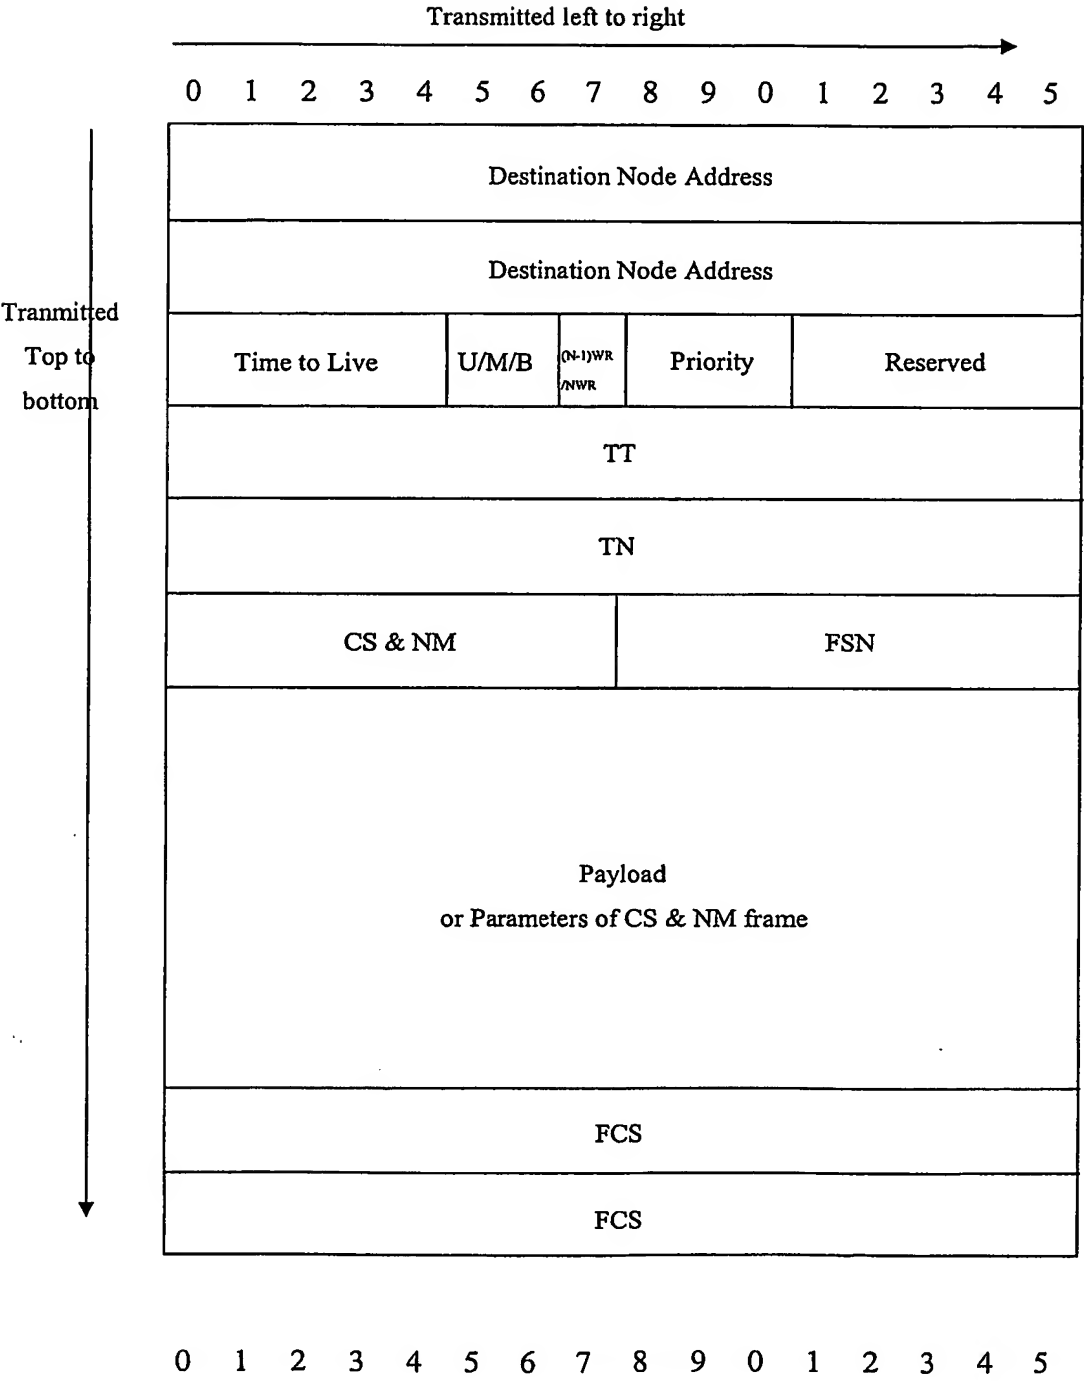 Transmitted left to right
0 1 2 3 4 5 6 7 8 9 0 1 2 3 4 5
Destination Node Address
Destination Node Address
Tranmitted
Top to
bottom
Time to Live
U/M/B
(N-1)WR
/NWR
Priority
Reserved
TT
TN
CS & NM
FSN
Payload
or Parameters of CS & NM frame
FCS
FCS
0 1 2 3 4 5 6 7 8 9 0 1 2 3 4 5